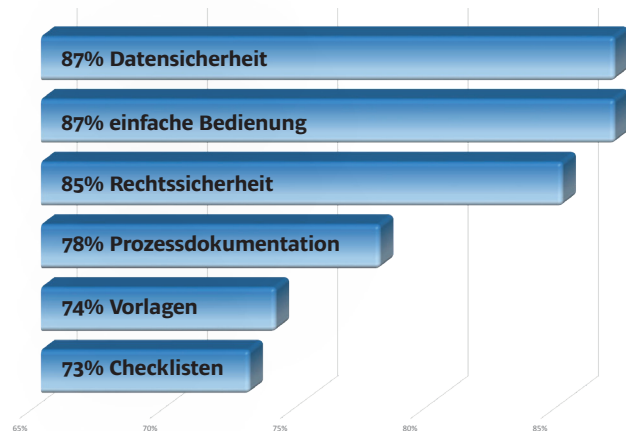 87% Datensicherheit
87% einfache Bedienung
85% Rechtssicherheit
78% Prozessdokumentation
74% Vorlagen
73% Checklisten
65% 70% 75% 80% 85%